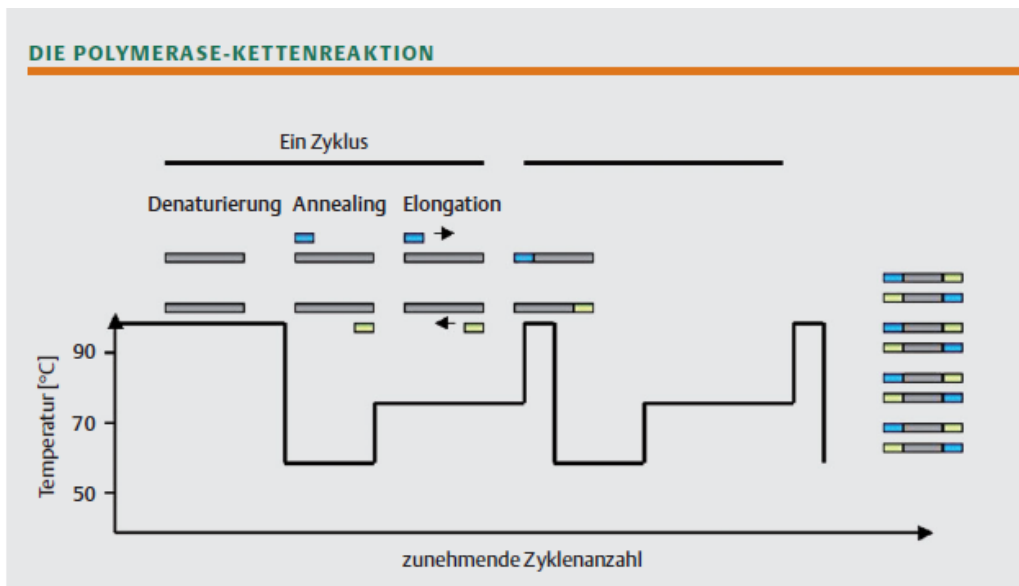 DIE POLYMERASE-KETTENREAKTION
Ein Zyklus
Denaturierung Annealing Elongation
90
70
50
Temperatur [°C]
zunehmende Zyklenanzahl